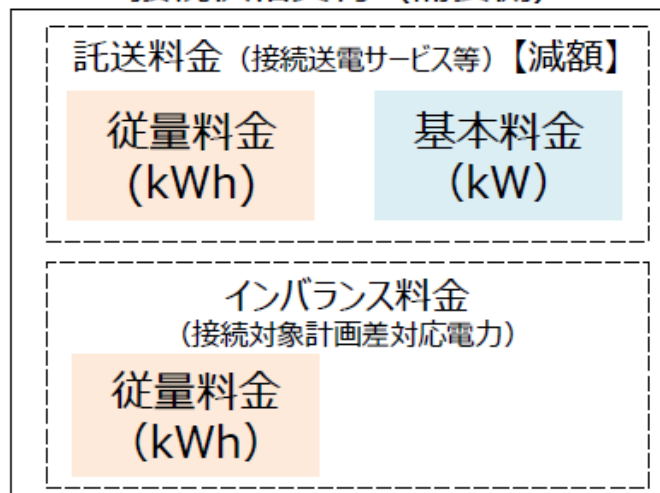 託送料金（接続送電サービス等）【減額】
従量料金
(kWh)
基本料金
（kW）
インバランス料金
（接続対象計画差対応電力）
従量料金
（kWh）